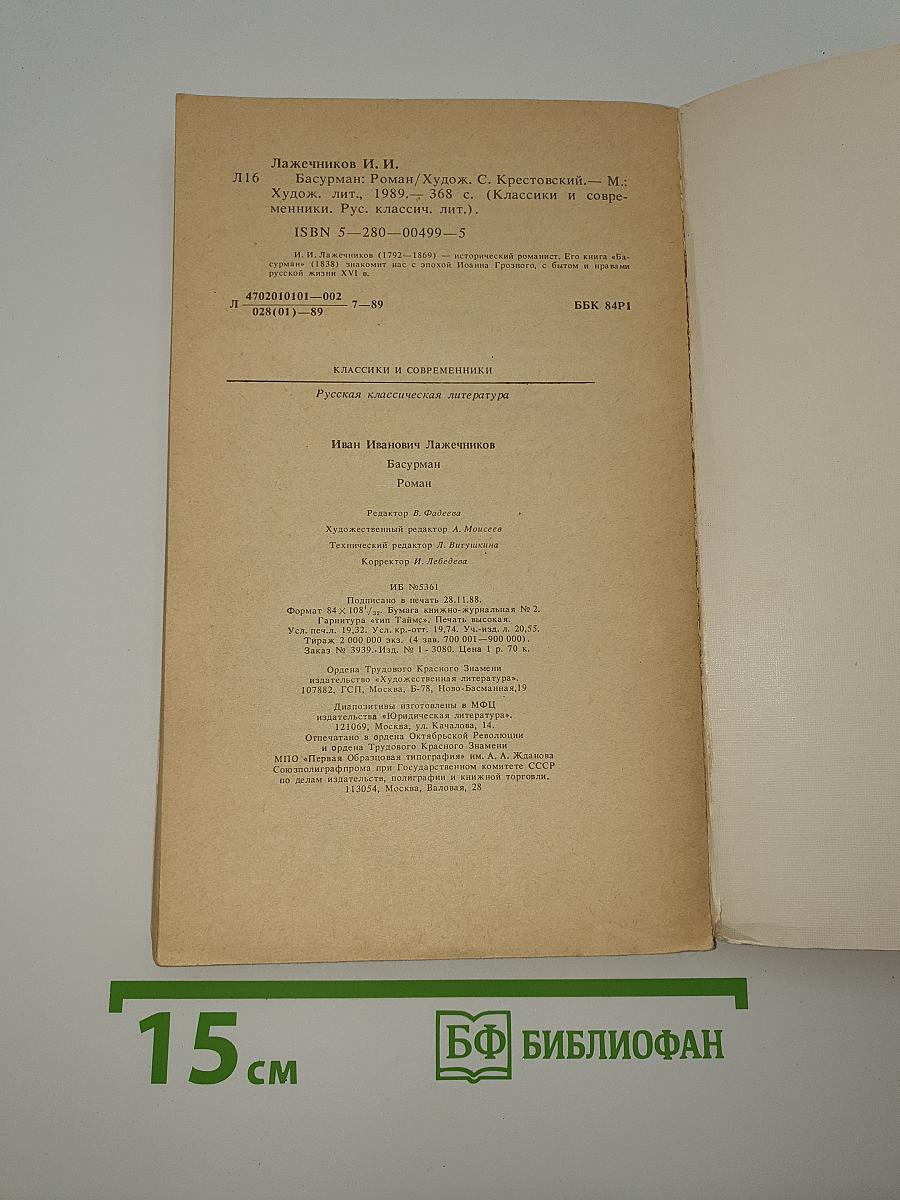 Лажечников И. И.
Л16 Басурман: Роман/Худож. С. Крестовский.— М.:
Худож. лит., 1989.— 368 с. (Классики и совре-
менники. Рус. классич. лит.).
ISBN 5—280—00499—5
И. И. Лажечников (1792—1869) — исторический романист. Его книга «Ба-
сурман» (1838) знакомит нас с эпохой Иоанна Грозного, с бытом и нравами
русской жизни XVI в.
Л 4702010101—002 7—89 ББК 84Р1
028(01)—89
КЛАССИКИ И СОВРЕМЕННИКИ
Русская классическая литература
Иван Иванович Лажечников
Басурман
Роман
Редактор В. Фадеева
Художественный редактор А. Моисеев
Технический редактор Л. Витушкина
Корректор И. Лебедева
ИБ №5361
Подписано в печать 28.11.88.
Формат 84×108¹/₃₂. Бумага книжно-журнальная № 2.
Гарнитура «тип Таймс». Печать высокая.
Усл. печ.л. 19,32. Усл. кр.-отт. 19,74. Уч.-изд. л. 20,55.
Тираж 2 000 000 экз. (4 зав. 700 001—900 000).
Заказ № 3939. Изд. № 1-3080. Цена 1 р. 70 к.
Ордена Трудового Красного Знамени
издательство «Художественная литература».
107882, ГСП, Москва, Б-78, Ново-Басманная,19
Диапозитивы изготовлены в МФЦ
издательства «Юридическая литература».
121069, Москва, ул. Качалова, 14.
Отпечатано в ордена Октябрьской Революции
и ордена Трудового Красного Знамени
МПО «Первая Образцовая типография» им. А. А. Жданова
Союзполиграфпрома при Государственном комитете СССР
по делам издательств, полиграфии и книжной торговли.
113054, Москва, Валовая, 28
15 см
БФ БИБЛИОФАН